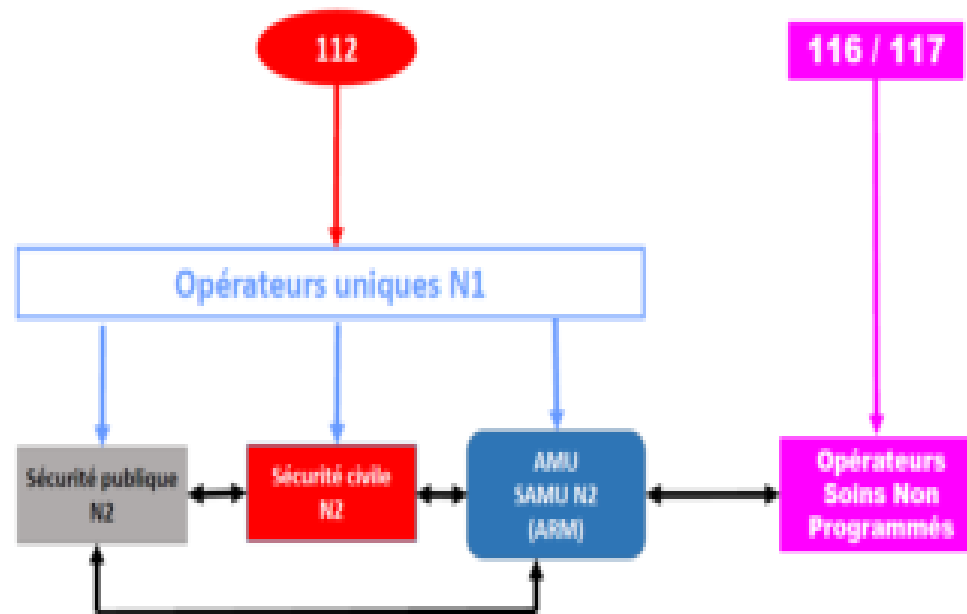 112
116 / 117
Opérateurs uniques N1
Sécurité publique
N2
Sécurité civile
N2
AMU
SAMU N2
(ARM)
Opérateurs
Soins Non
Programmés